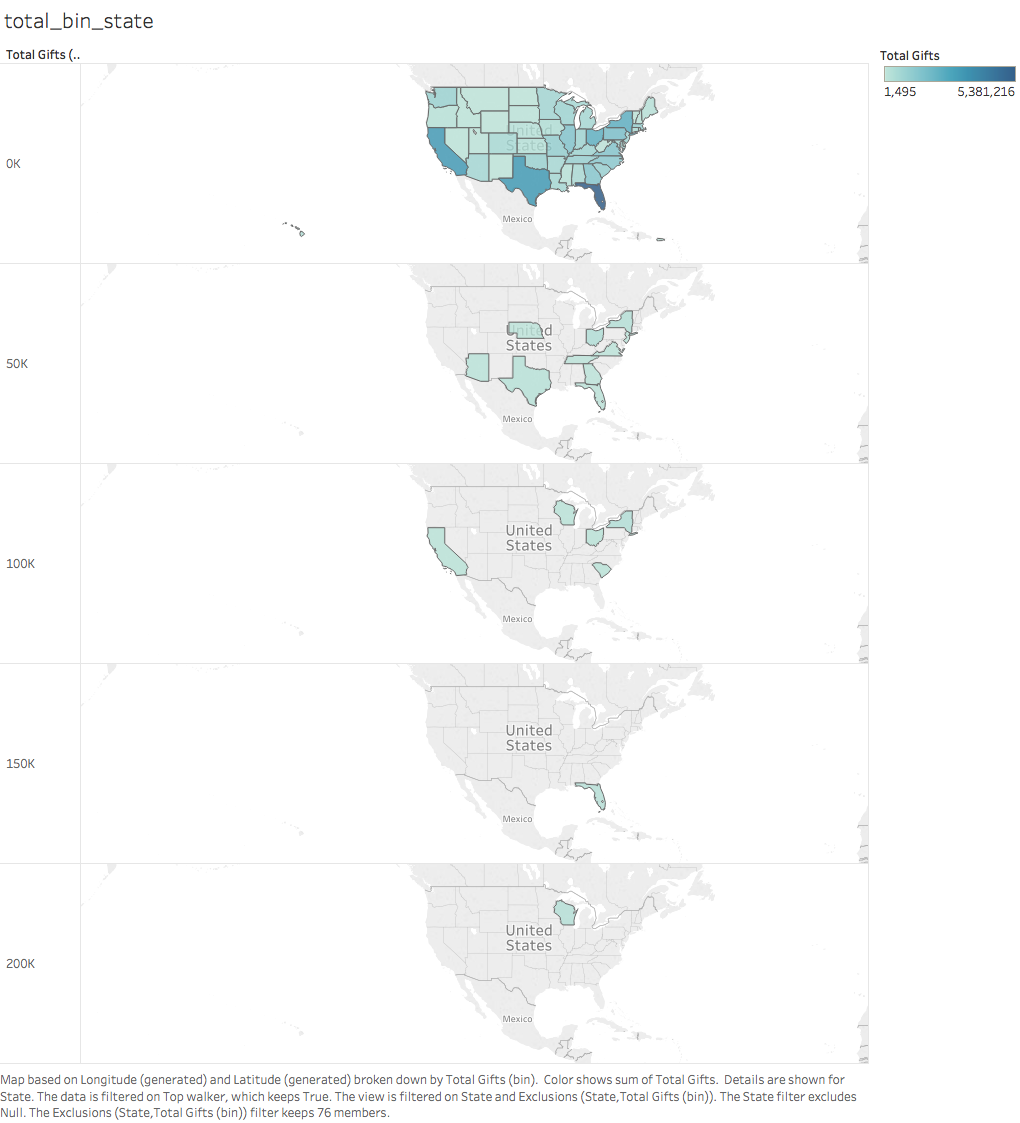 total_bin_state
Total Gifts (..
Total Gifts
1,495 5,381,216
United
States
Mexico
0K
United
States
Mexico
50K
United
States
Mexico
100K
United
States
Mexico
150K
United
States
Mexico
200K
Map based on Longitude (generated) and Latitude (generated) broken down by Total Gifts (bin).  Color shows sum of Total Gifts.  Details are shown for
State. The data is filtered on Top walker, which keeps True. The view is filtered on State and Exclusions (State,Total Gifts (bin)). The State filter excludes
Null. The Exclusions (State,Total Gifts (bin)) filter keeps 76 members.